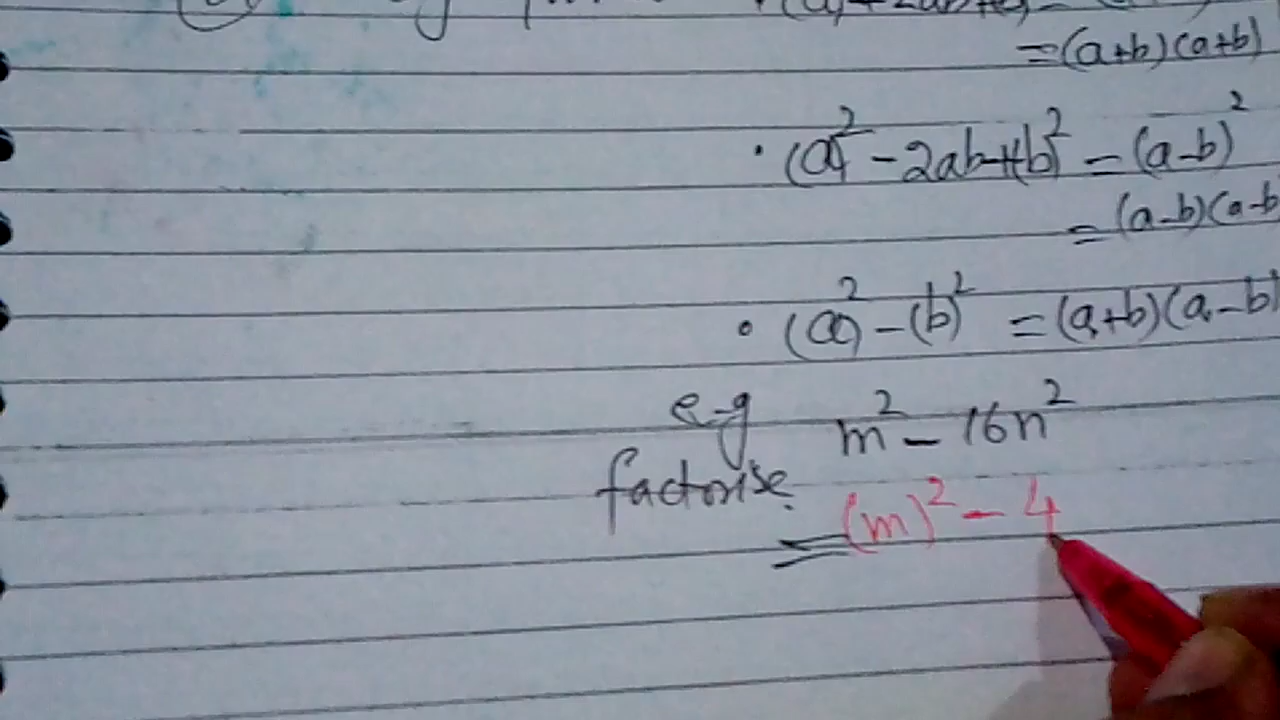 = (a+b)(a+b)
• (a)² - 2ab + (b)² = (a-b)²
= (a-b)(a-b
• (a)² - (b)² = (a+b)(a-b)
e-g m² - 16n²
factorise.
= (m)² - 4